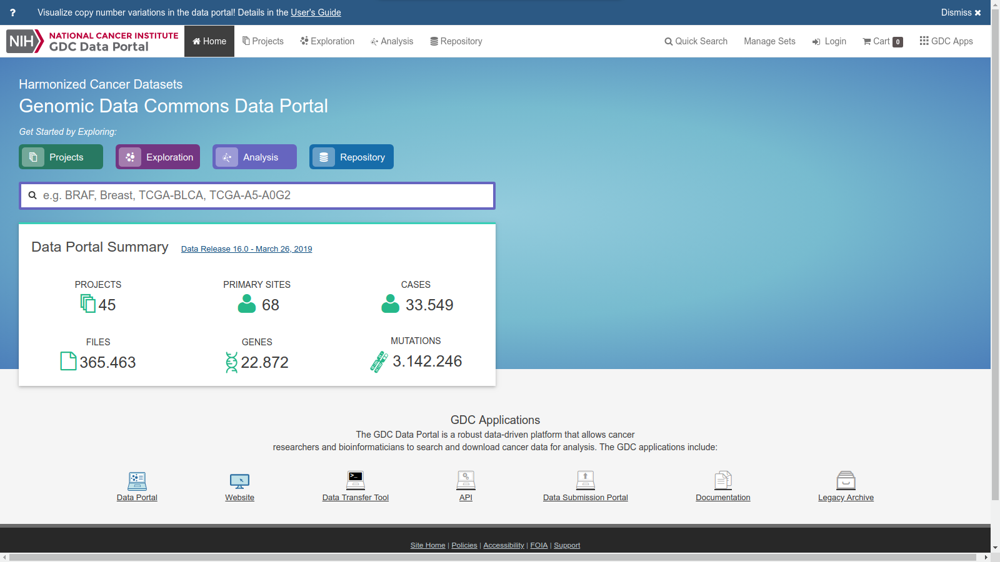 ? Visualize copy number variations in the data portal! Details in the User's Guide Dismiss ✖
NIH NATIONAL CANCER INSTITUTE
GDC Data Portal
Home Projects Exploration Analysis Repository Quick Search Manage Sets Login Cart 0 GDC Apps
Harmonized Cancer Datasets
Genomic Data Commons Data Portal
Get Started by Exploring:
Projects Exploration Analysis Repository
e.g. BRAF, Breast, TCGA-BLCA, TCGA-A5-A0G2
Data Portal Summary Data Release 16.0 - March 26, 2019
PROJECTS PRIMARY SITES CASES
45 68 33.549
FILES GENES MUTATIONS
365.463 22.872 3.142.246
GDC Applications
The GDC Data Portal is a robust data-driven platform that allows cancer
researchers and bioinformaticians to search and download cancer data for analysis. The GDC applications include:
Data Portal Website Data Transfer Tool API Data Submission Portal Documentation Legacy Archive
Site Home | Policies | Accessibility | FOIA | Support